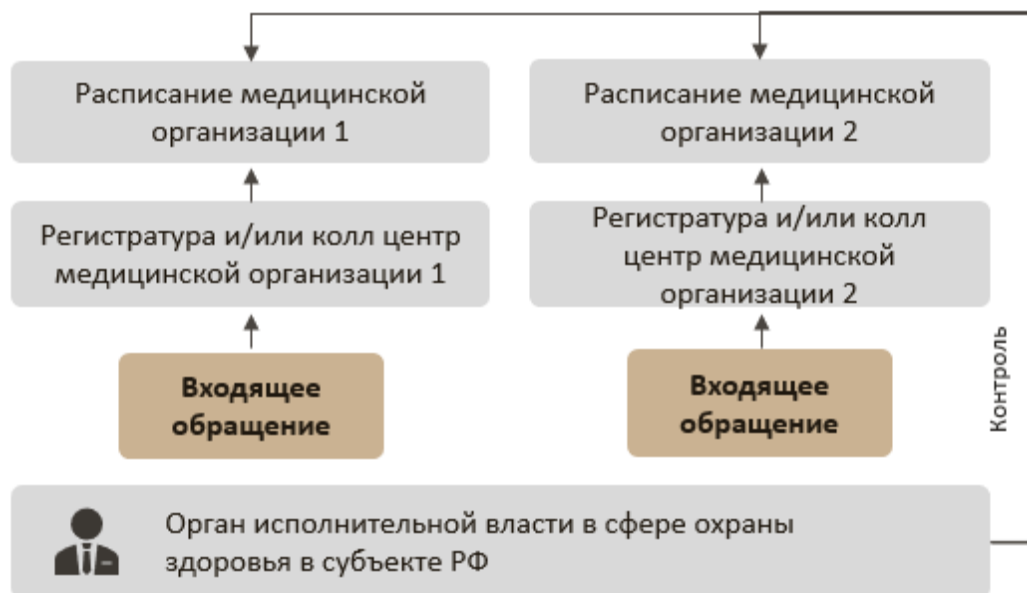 Расписание медицинской
организации 1
Расписание медицинской
организации 2
Регистратура и/или колл центр
медицинской организации 1
Регистратура и/или колл
центр медицинской
организации 2
Входящее
обращение
Входящее
обращение
Контроль
Орган исполнительной власти в сфере охраны
здоровья в субъекте РФ